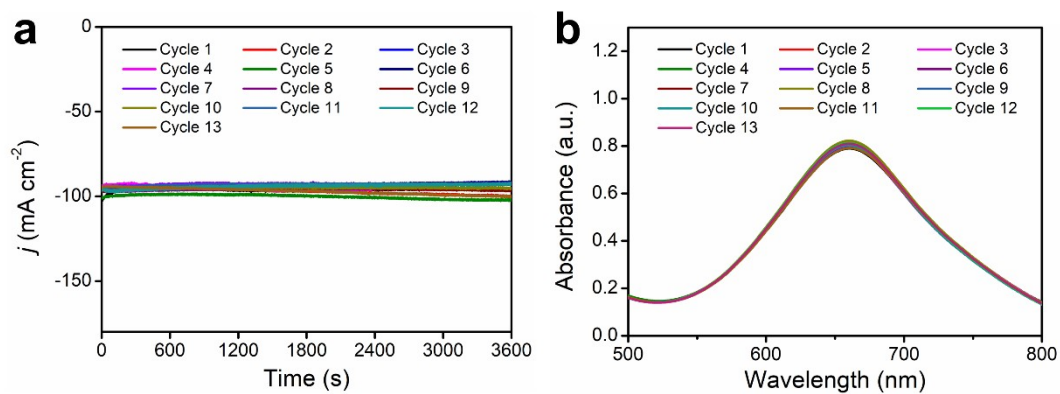 a
0
-50
-100
-150
j (mA cm-2)
Cycle 1 Cycle 2 Cycle 3
Cycle 4 Cycle 5 Cycle 6
Cycle 7 Cycle 8 Cycle 9
Cycle 10 Cycle 11 Cycle 12
Cycle 13
0 600 1200 1800 2400 3000 3600
Time (s)
b
1.2
1.0
0.8
0.6
0.4
0.2
0.0
Absorbance (a.u.)
Cycle 1 Cycle 2 Cycle 3
Cycle 4 Cycle 5 Cycle 6
Cycle 7 Cycle 8 Cycle 9
Cycle 10 Cycle 11 Cycle 12
Cycle 13
500 600 700 800
Wavelength (nm)